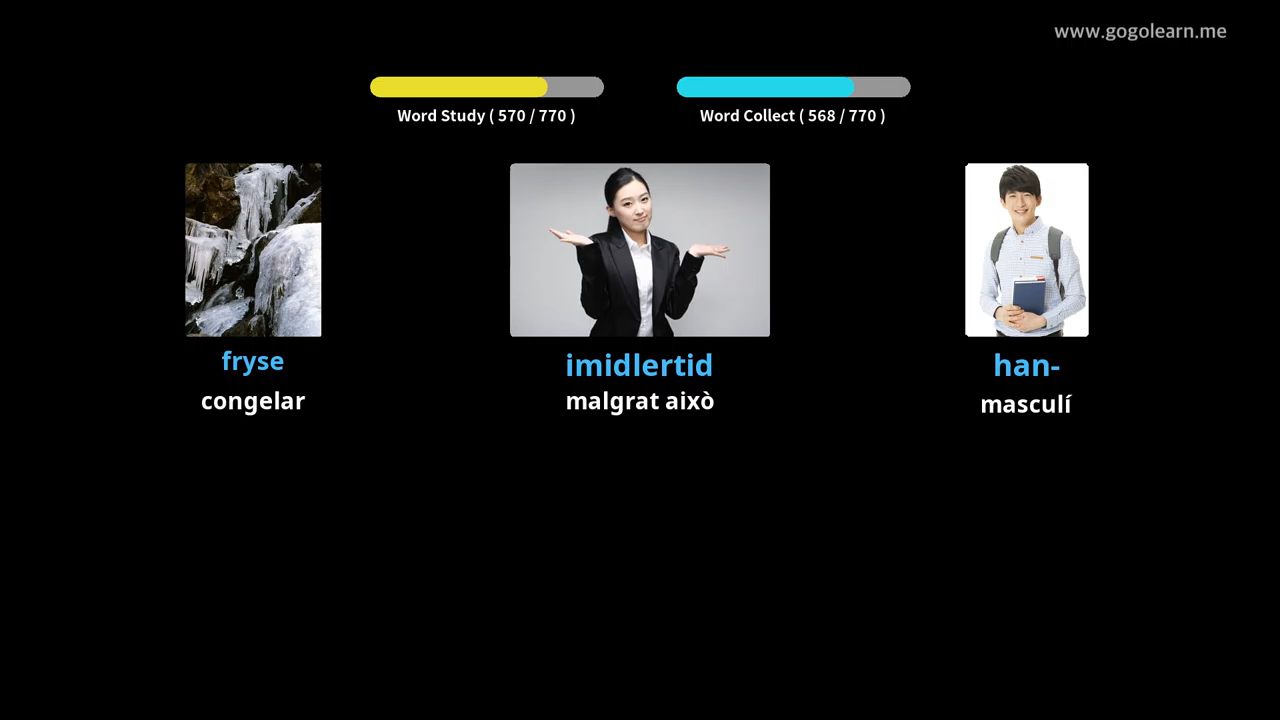 www.gogolearn.me
Word Study ( 570 / 770 )
Word Collect ( 568 / 770 )
fryse
congelar
imidlertid
malgrat això
han-
masculí